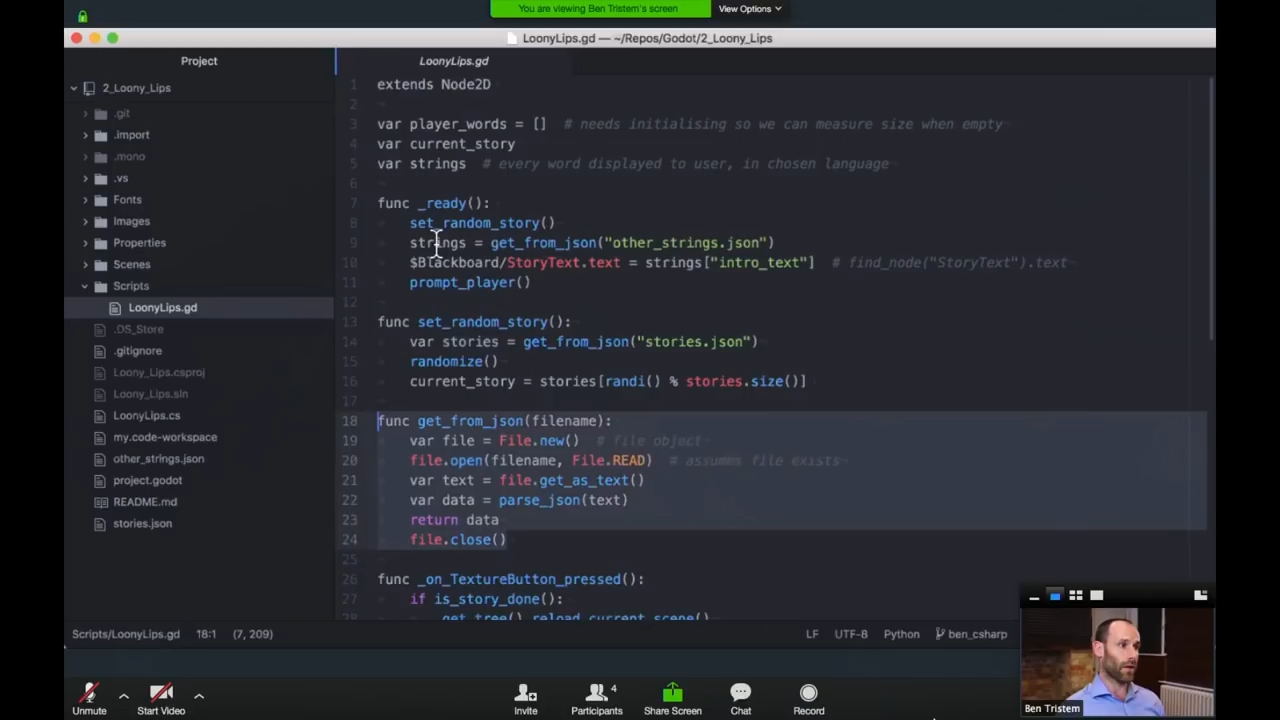 You are viewing Ben Tristem's screen
View Options
LoonyLips.gd — ~/Repos/Godot/2_Loony_Lips
Project
2_Loony_Lips
.git
.import
.mono
.vs
Fonts
Images
Properties
Scenes
Scripts
LoonyLips.gd
.DS_Store
.gitignore
Loony_Lips.csproj
Loony_Lips.sln
LoonyLips.cs
my.code-workspace
other_strings.json
project.godot
README.md
stories.json
LoonyLips.gd
1 extends Node2D
2
3 var player_words = [] # needs initialising so we can measure size when empty
4 var current_story
5 var strings # every word displayed to user, in chosen language
6
7 func _ready():
8 set_random_story()
9 strings = get_from_json("other_strings.json")
10 $Blackboard/StoryText.text = strings["intro_text"] # find_node("StoryText").text
11 prompt_player()
12
13 func set_random_story():
14 var stories = get_from_json("stories.json")
15 randomize()
16 current_story = stories[randi() % stories.size()]
17
18 func get_from_json(filename):
19 var file = File.new() # file object
20 file.open(filename, File.READ) # assumes file exists
21 var text = file.get_as_text()
22 var data = parse_json(text)
23 return data
24 file.close()
25
26 func _on_TextureButton_pressed():
27 if is_story_done():
28 get_tree().reload_current_scene()
Scripts/LoonyLips.gd 18:1 (7, 209)
LF UTF-8 Python ben_csharp
Ben Tristem
Unmute
Start Video
Invite
4
Participants
Share Screen
Chat
Record